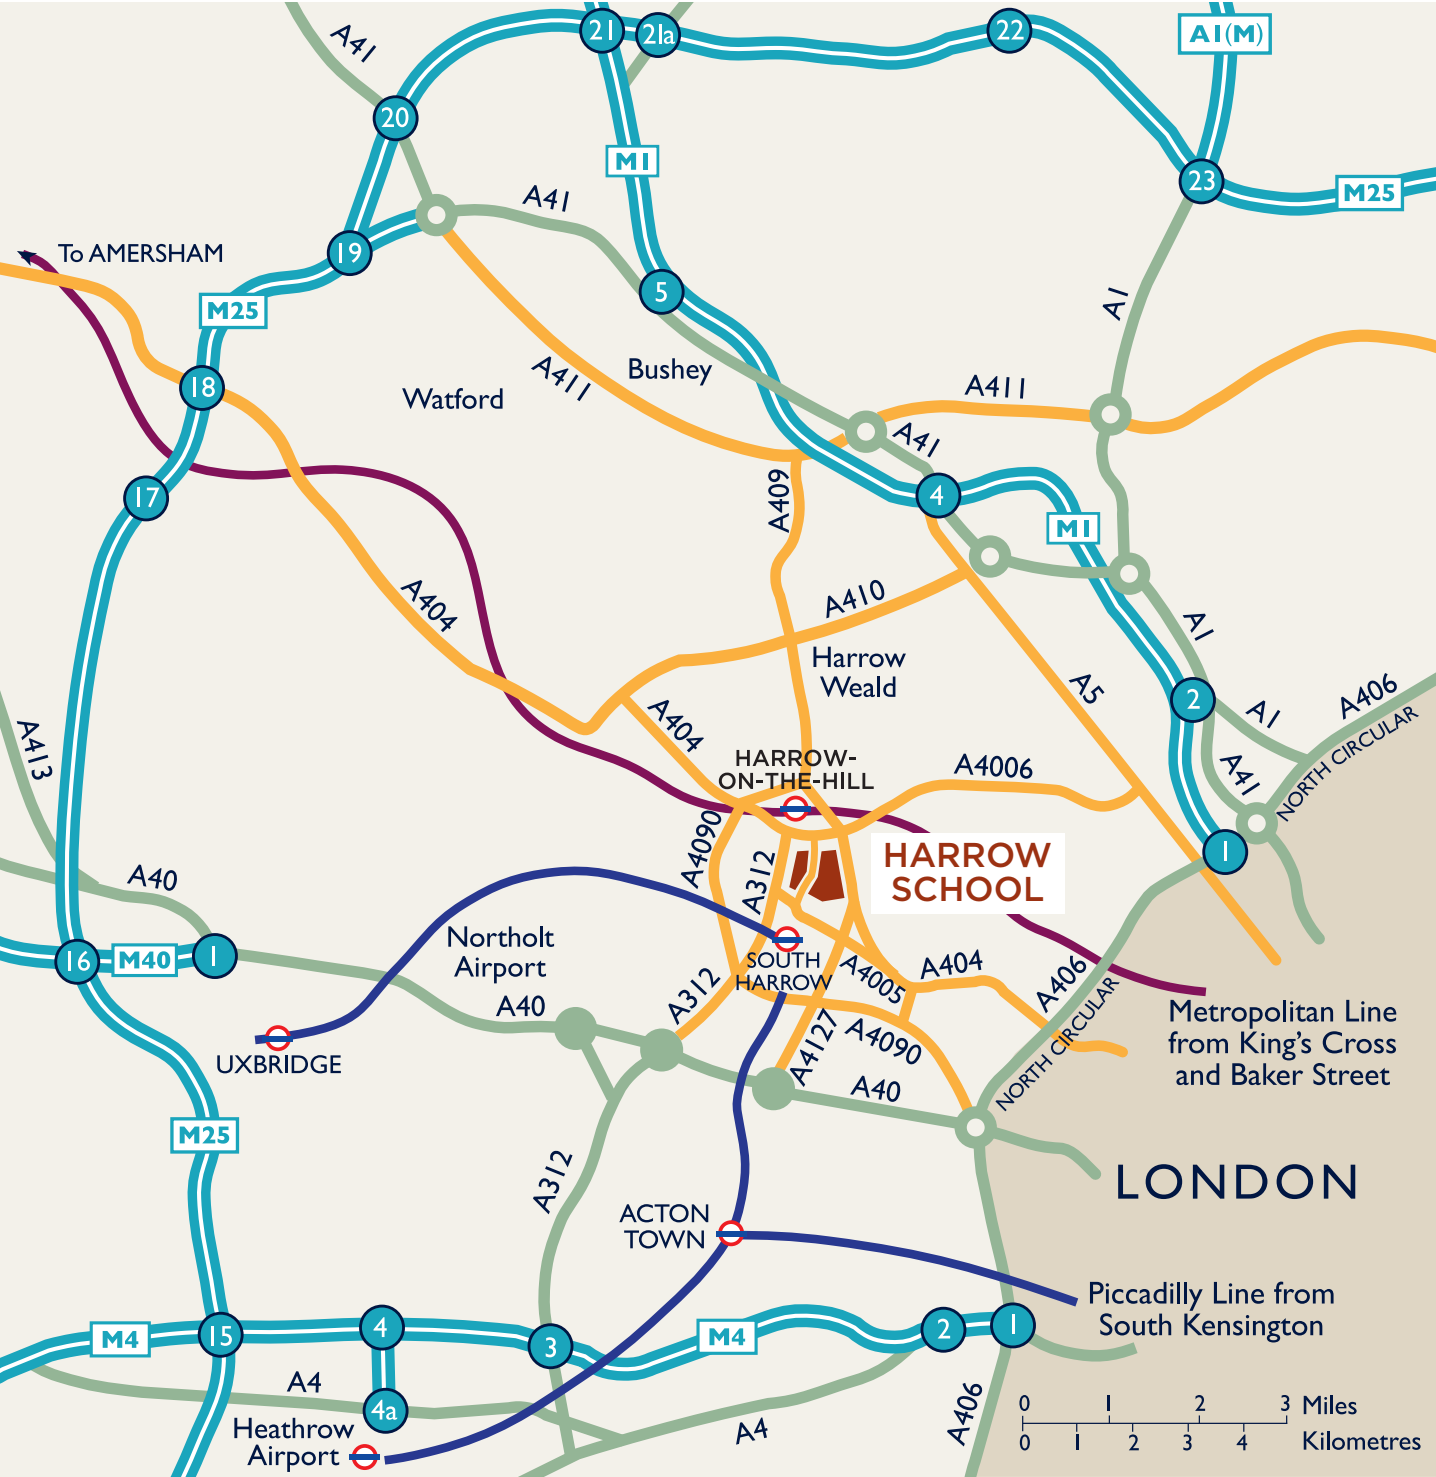 A41
21
21a
22
A1(M)
20
M1
23
M25
A41
To AMERSHAM
19
5
A1
M25
18
Watford
A411
Bushey
A411
A41
17
A409
4
M1
A404
A410
A1
Harrow
Weald
A5
2
A1
A406
NORTH CIRCULAR
A413
A404
HARROW-
ON-THE-HILL
A4006
A41
A4090
A312
HARROW
SCHOOL
1
A40
16
M40
1
Northolt
Airport
SOUTH
HARROW
A4005
A404
A406
NORTH CIRCULAR
A40
A312
Metropolitan Line
from King's Cross
and Baker Street
UXBRIDGE
A4127
A4090
A40
M25
LONDON
A312
ACTON
TOWN
Piccadilly Line from
South Kensington
M4
15
4
3
M4
2
1
A4
4a
A4
A406
Heathrow
Airport
0 1 2 3 Miles
0 1 2 3 4 Kilometres